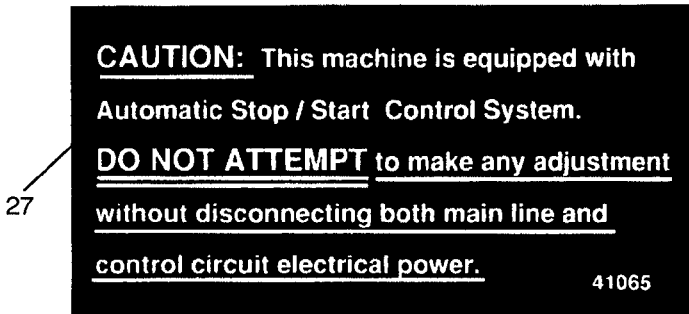 CAUTION: This machine is equipped with
Automatic Stop / Start Control System.
DO NOT ATTEMPT to make any adjustment
27
without disconnecting both main line and
control circuit electrical power.
41065